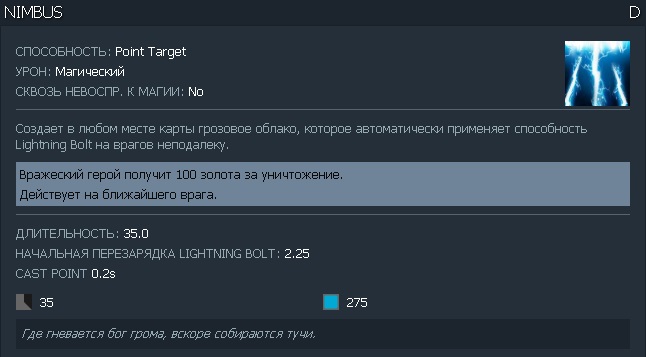 NIMBUS D
СПОСОБНОСТЬ: Point Target
УРОН: Магический
СКВОЗЬ НЕВОСПР. К МАГИИ: No
Создает в любом месте карты грозовое облако, которое автоматически применяет способность
Lightning Bolt на врагов неподалеку.
Вражеский герой получит 100 золота за уничтожение.
Действует на ближайшего врага.
ДЛИТЕЛЬНОСТЬ: 35.0
НАЧАЛЬНАЯ ПЕРЕЗАРЯДКА LIGHTNING BOLT: 2.25
CAST POINT 0.2s
35 275
Где гневается бог грома, вскоре собираются тучи.